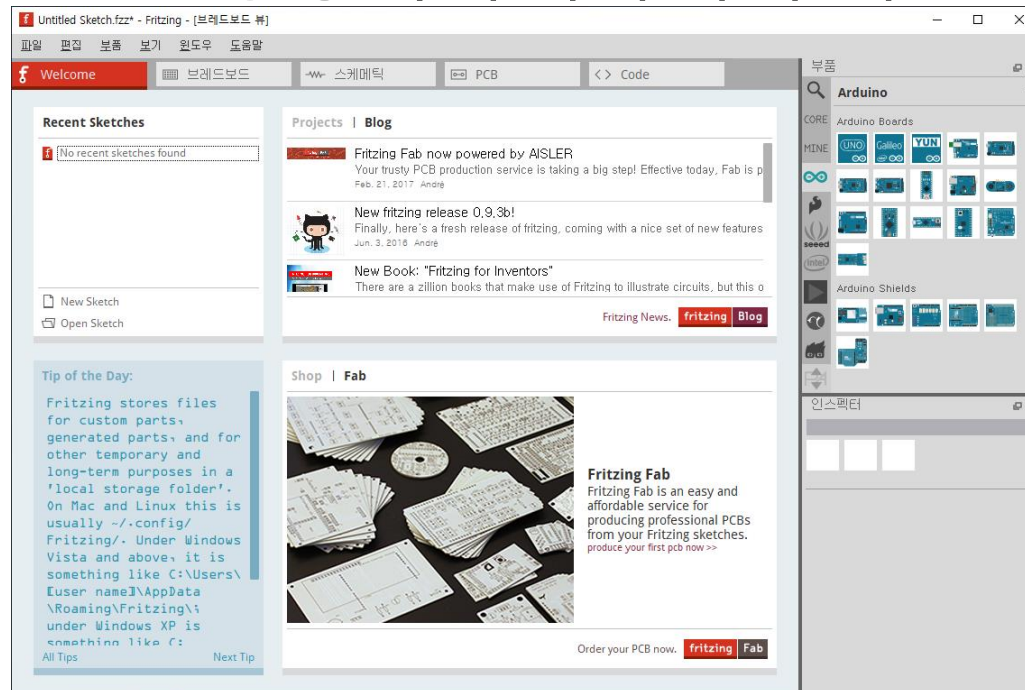 Untitled Sketch.fzz* - Fritzing - [브레드보드 뷰]
파일 편집 부품 보기 윈도우 도움말
Welcome 브레드보드 스케메틱 PCB Code
Recent Sketches
No recent sketches found
New Sketch
Open Sketch
Projects | Blog
Fritzing Fab now powered by AISLER
Your trusty PCB production service is taking a big step! Effective today, Fab is p
Feb. 21, 2017 André
New fritzing release 0.9.3b!
Finally, here's a fresh release of fritzing, coming with a nice set of new features
Jun. 3, 2016 André
New Book: "Fritzing for Inventors"
There are a zillion books that make use of Fritzing to illustrate circuits, but this o
Fritzing News. fritzing Blog
Tip of the Day:
Fritzing stores files
for custom parts,
generated parts, and for
other temporary and
long-term purposes in a
'local storage folder'.
On Mac and Linux this is
usually ~/.config/
Fritzing/. Under Windows
Vista and above, it is
something like C:\Users\
[user name]\AppData
\Roaming\Fritzing\;
under Windows XP is
something like C:
All Tips Next Tip
Shop | Fab
Fritzing Fab
Fritzing Fab is an easy and
affordable service for
producing professional PCBs
from your Fritzing sketches.
produce your first pcb now >>
Order your PCB now. fritzing Fab
부품
Arduino
CORE
MINE
seeed
intel
Arduino Boards
UNO Galileo YUN
Arduino Shields
인스펙터